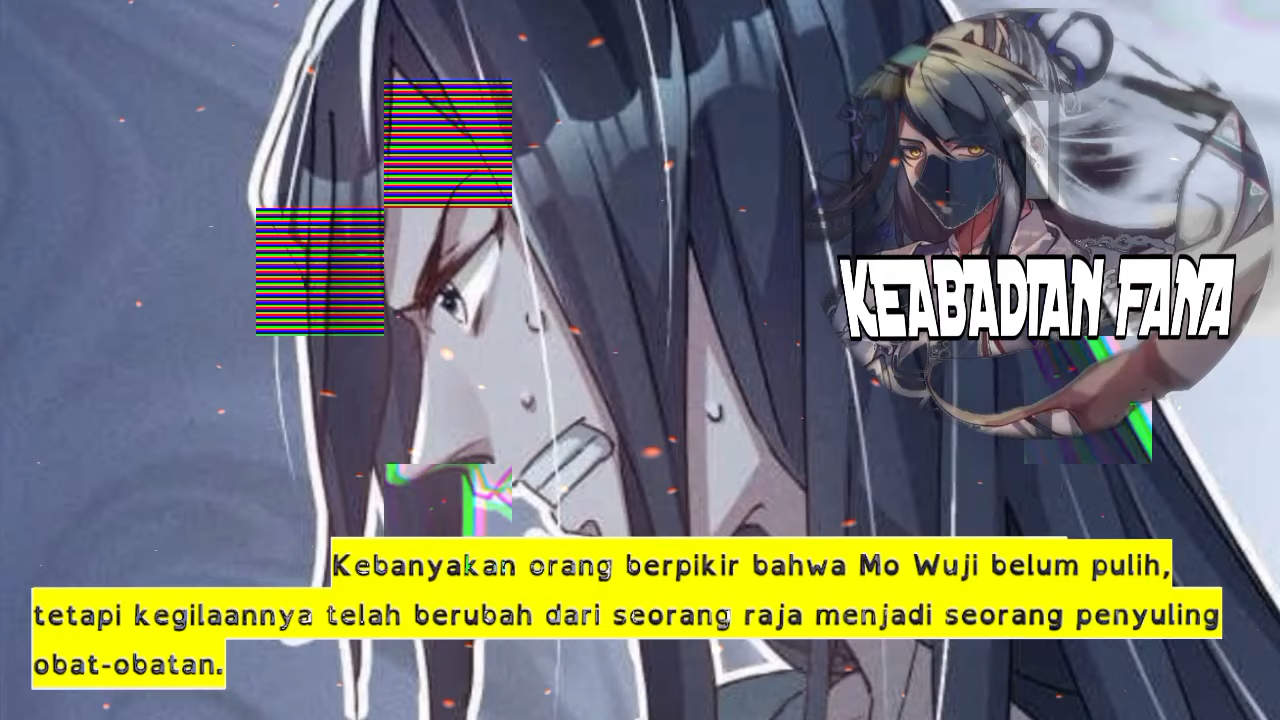 KEABADIAN FANA
Kebanyakan orang berpikir bahwa Mo Wuji belum pulih,
tetapi kegilaannya telah berubah dari seorang raja menjadi seorang penyuling
obat-obatan.